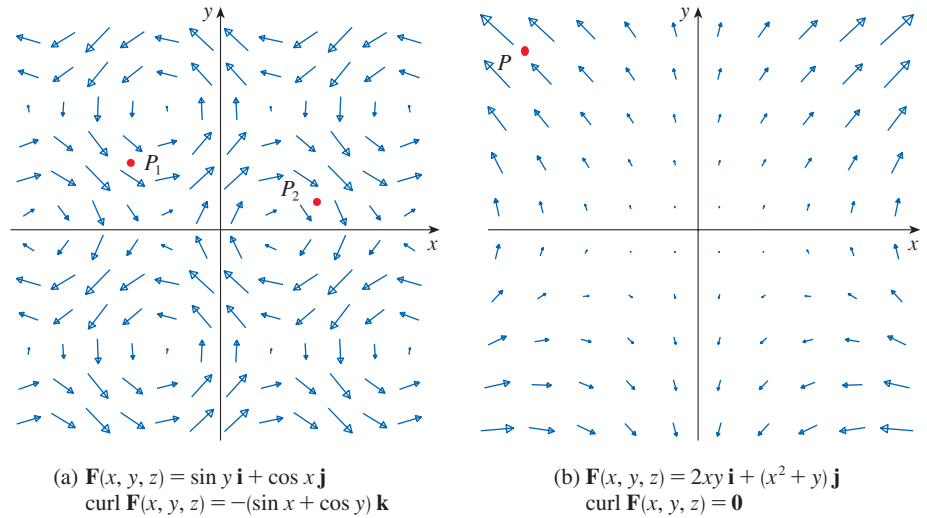 y
P₁
P₂
x
(a) F(x, y, z) = sin y i + cos x j
curl F(x, y, z) = −(sin x + cos y) k
y
P
x
(b) F(x, y, z) = 2xy i + (x² + y) j
curl F(x, y, z) = 0